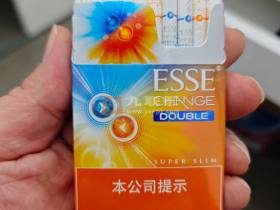 ESSE
CHANGE
DOUBLE
SUPER SLIM
本公司提示